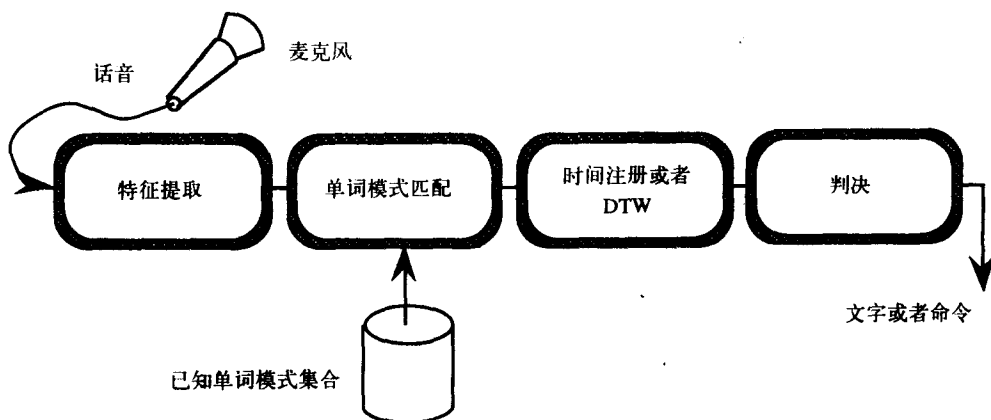 麦克风
话音
特征提取
单词模式匹配
时间注册或者
DTW
判决
文字或者命令
已知单词模式集合